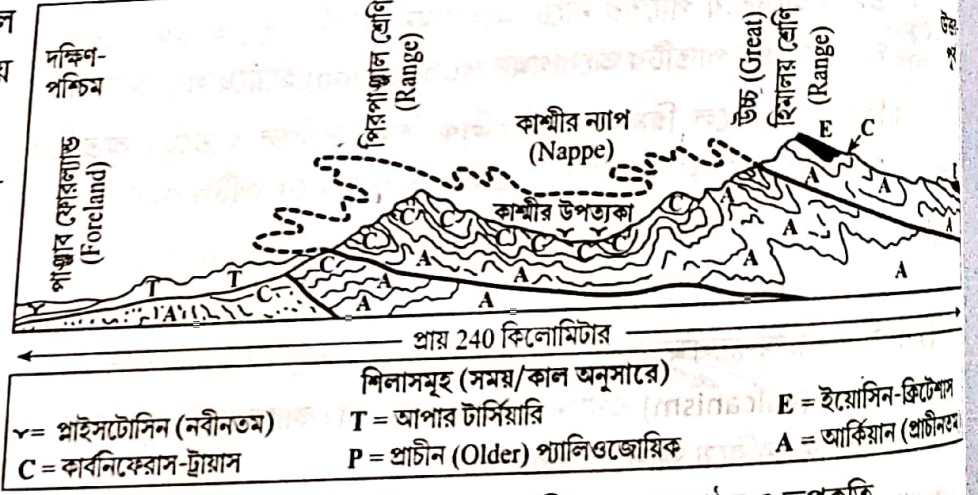 দক্ষিণ-
পশ্চিম
পাঞ্জাব ফোরল্যান্ড
(Foreland)
পিরপাঞ্জাল শ্রেণি
(Range)
কাশ্মীর ন্যাপ
(Nappe)
কাশ্মীর উপত্যকা
উচ্চ (Great)
হিমালয় শ্রেণি
(Range)
E
C
T
T
C
A
C
C
C
C
C
C
C
C
C
A
A
A
A
A
A
A
A
A
A
A
A
A
প্রায় 240 কিলোমিটার
শিলাসমূহ (সময়/কাল অনুসারে)
= প্লাইসটোসিন (নবীনতম)
T = আপার টার্সিয়ারি
E = ইয়োসিন-ক্রিটেশাস
C = কার্বনিফেরাস-ট্রায়াস
P = প্রাচীন (Older) প্যালিওজোয়িক
A = আর্কিয়ান (প্রাচীনতম)